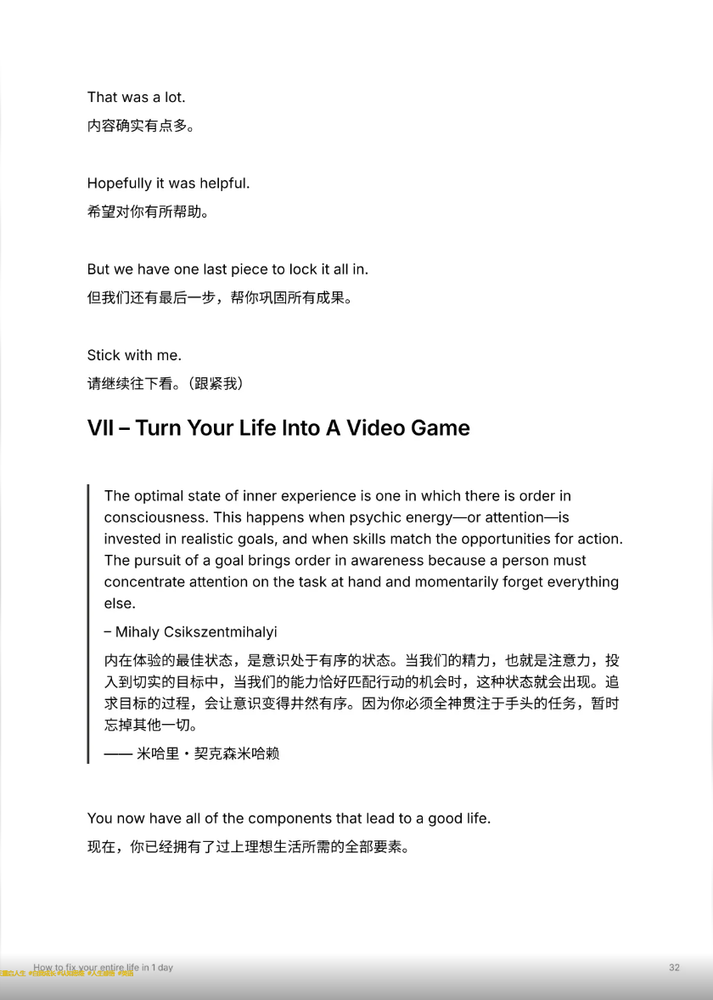 That was a lot.
内容确实有点多。
Hopefully it was helpful.
希望对你有所帮助。
But we have one last piece to lock it all in.
但我们还有最后一步，帮你巩固所有成果。
Stick with me.
请继续往下看。（跟紧我）
VII – Turn Your Life Into A Video Game
The optimal state of inner experience is one in which there is order in
consciousness. This happens when psychic energy—or attention—is
invested in realistic goals, and when skills match the opportunities for action.
The pursuit of a goal brings order in awareness because a person must
concentrate attention on the task at hand and momentarily forget everything
else.
– Mihaly Csikszentmihalyi
内在体验的最佳状态，是意识处于有序的状态。当我们的精力，也就是注意力，投
入到切实的目标中，当我们的能力恰好匹配行动的机会时，这种状态就会出现。追
求目标的过程，会让意识变得井然有序。因为你必须全神贯注于手头的任务，暂时
忘掉其他一切。
—— 米哈里·契克森米哈赖
You now have all of the components that lead to a good life.
现在，你已经拥有了过上理想生活所需的全部要素。
How to fix your entire life in 1 day
32